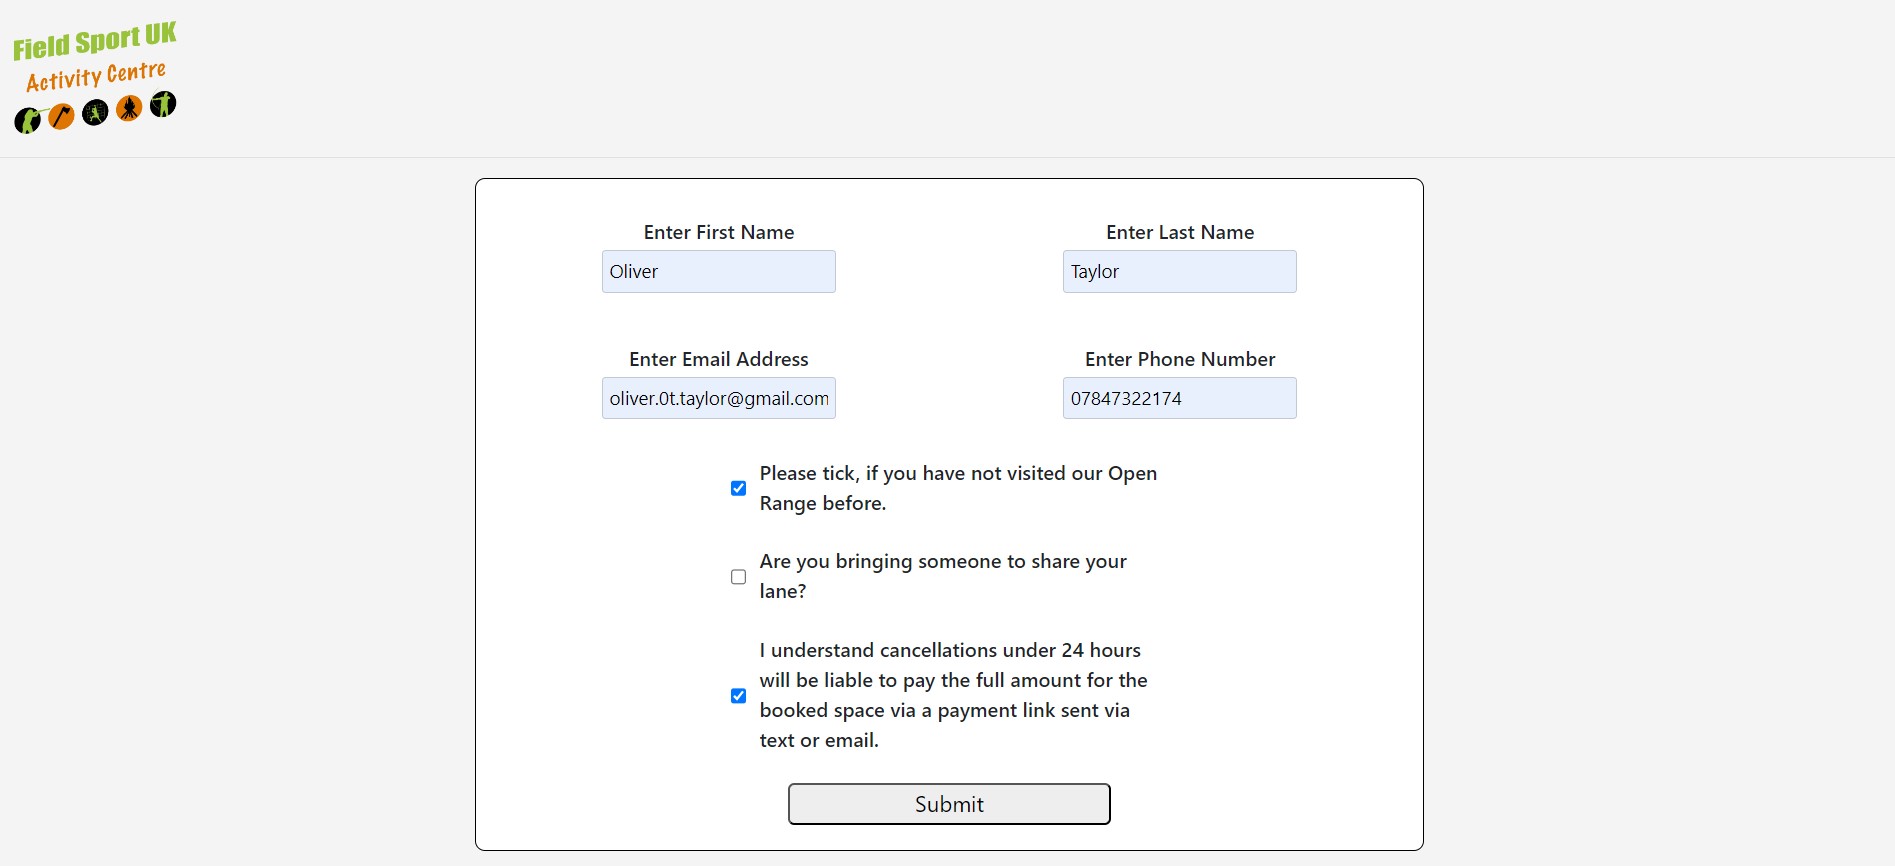 Field Sport UK
Activity Centre
Enter First Name
Enter Last Name
Oliver
Taylor
Enter Email Address
Enter Phone Number
oliver.0t.taylor@gmail.com
07847322174
Please tick, if you have not visited our Open
Range before.
Are you bringing someone to share your
lane?
I understand cancellations under 24 hours
will be liable to pay the full amount for the
booked space via a payment link sent via
text or email.
Submit